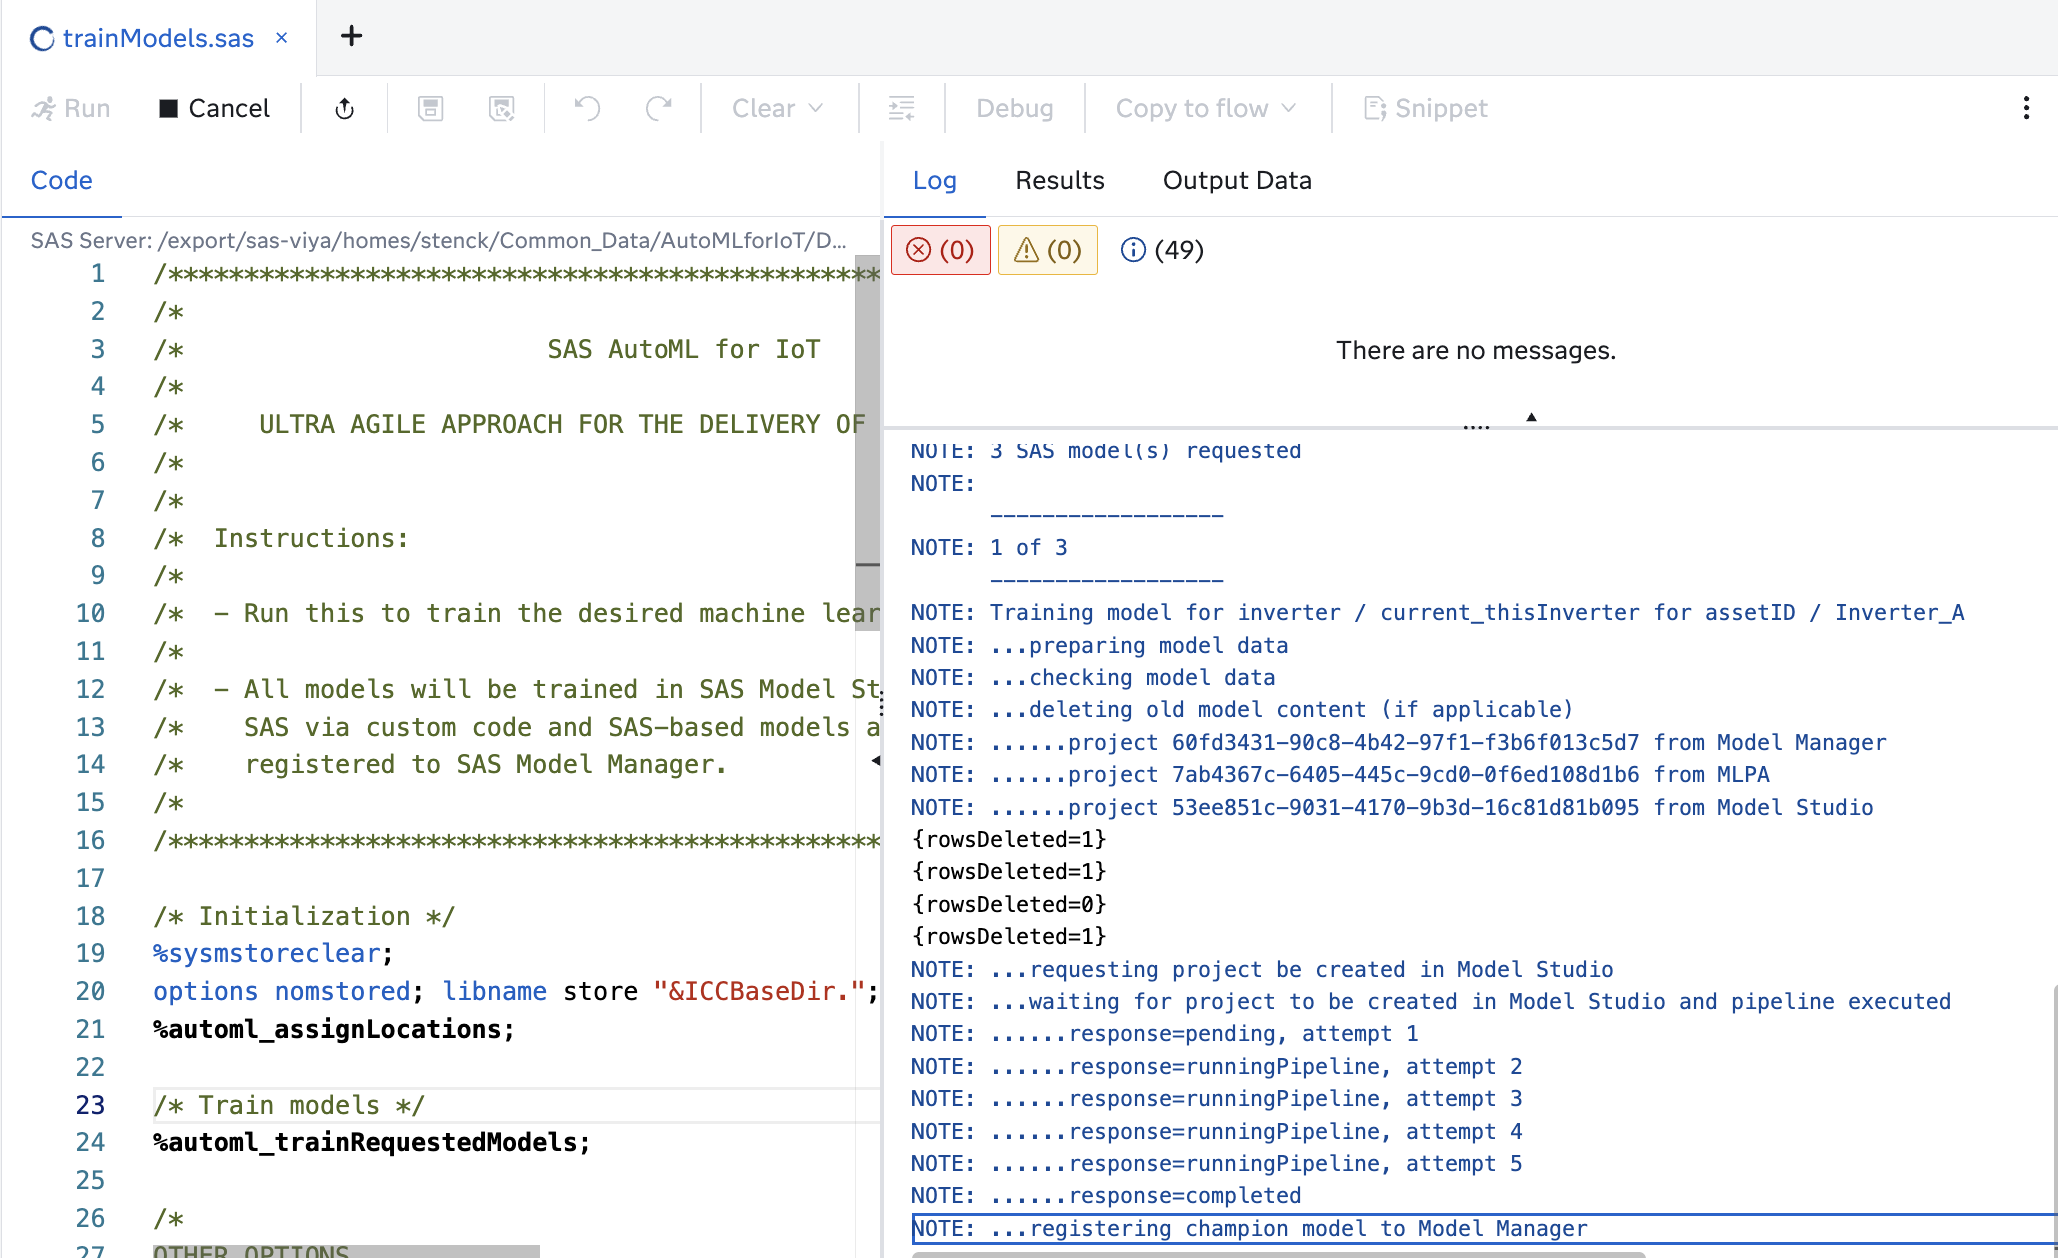 trainModels.sas ×
+
Run
Cancel
Clear
Debug
Copy to flow
Snippet
Code
SAS Server: /export/sas-viya/homes/stenck/Common_Data/AutoMLforIoT/D...
1 /***********************************************
2 /*
3 /* SAS AutoML for IoT
4 /*
5 /* ULTRA AGILE APPROACH FOR THE DELIVERY OF
6 /*
7 /*
8 /* Instructions:
9 /*
10 /* - Run this to train the desired machine lear
11 /*
12 /* - All models will be trained in SAS Model St
13 /* SAS via custom code and SAS-based models a
14 /* registered to SAS Model Manager.
15 /*
16 /***********************************************
17
18 /* Initialization */
19 %sysmstoreclear;
20 options nomstored; libname store "&ICCBaseDir.";
21 %automl_assignLocations;
22
23 /* Train models */
24 %automl_trainRequestedModels;
25
26 /*
27 OTHER OPTIONS
Log Results Output Data
(0) (0) (49)
There are no messages.
NOTE: 3 SAS model(s) requested
NOTE:
------------------
NOTE: 1 of 3
------------------
NOTE: Training model for inverter / current_thisInverter for assetID / Inverter_A
NOTE: ...preparing model data
NOTE: ...checking model data
NOTE: ...deleting old model content (if applicable)
NOTE: ......project 60fd3431-90c8-4b42-97f1-f3b6f013c5d7 from Model Manager
NOTE: ......project 7ab4367c-6405-445c-9cd0-0f6ed108d1b6 from MLPA
NOTE: ......project 53ee851c-9031-4170-9b3d-16c81d81b095 from Model Studio
{rowsDeleted=1}
{rowsDeleted=1}
{rowsDeleted=0}
{rowsDeleted=1}
NOTE: ...requesting project be created in Model Studio
NOTE: ...waiting for project to be created in Model Studio and pipeline executed
NOTE: ......response=pending, attempt 1
NOTE: ......response=runningPipeline, attempt 2
NOTE: ......response=runningPipeline, attempt 3
NOTE: ......response=runningPipeline, attempt 4
NOTE: ......response=runningPipeline, attempt 5
NOTE: ......response=completed
NOTE: ...registering champion model to Model Manager